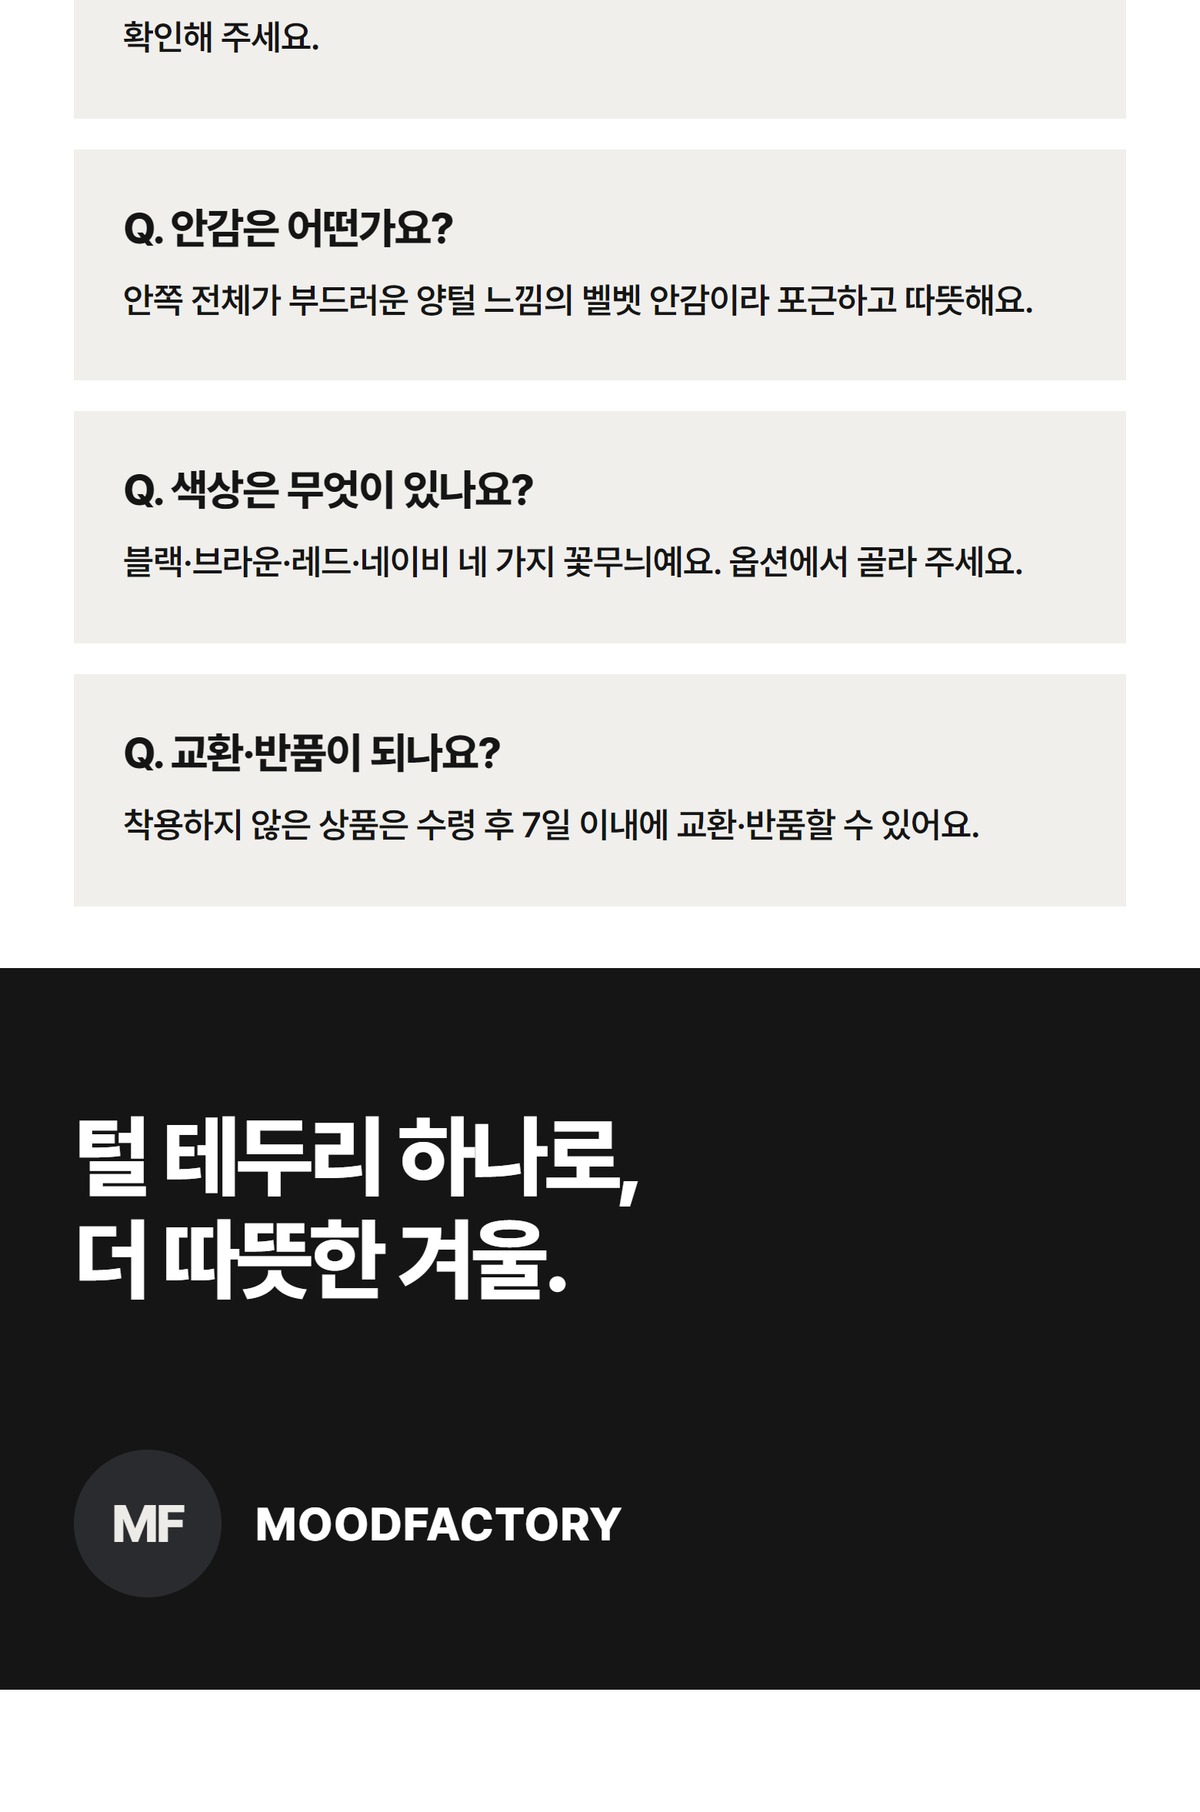 확인해 주세요.
Q. 안감은 어떤가요?
안쪽 전체가 부드러운 양털 느낌의 벨벳 안감이라 포근하고 따뜻해요.
Q. 색상은 무엇이 있나요?
블랙·브라운·레드·네이비 네 가지 꽃무늬예요. 옵션에서 골라 주세요.
Q. 교환·반품이 되나요?
착용하지 않은 상품은 수령 후 7일 이내에 교환·반품할 수 있어요.
털 테두리 하나로,
더 따뜻한 겨울.
MF MOODFACTORY